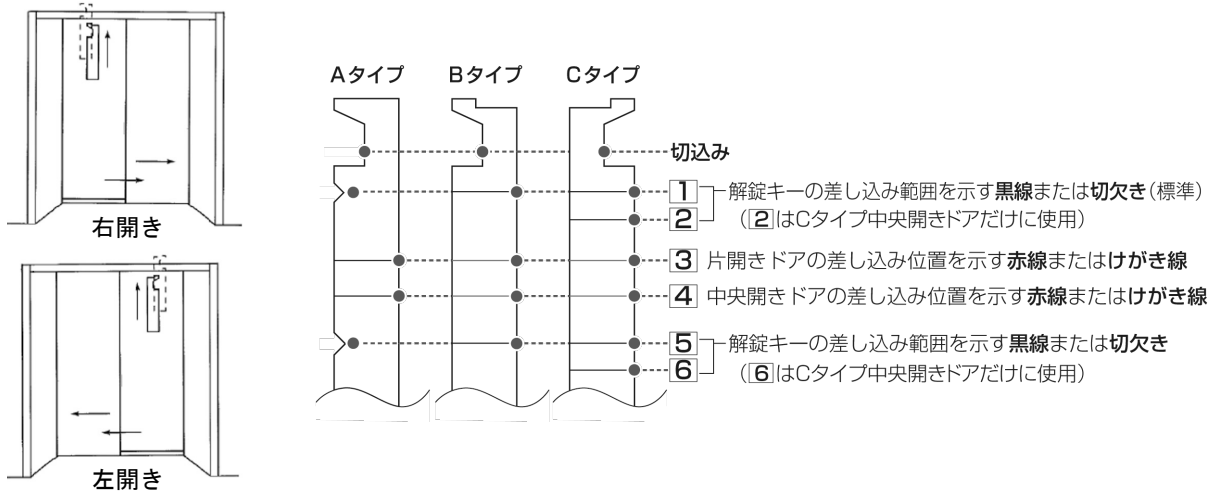 右開き
左開き
Aタイプ Bタイプ Cタイプ
切込み
1 解錠キーの差し込み範囲を示す黒線または切欠き(標準)
2 (2はCタイプ中央開きドアだけに使用)
3 片開きドアの差し込み位置を示す赤線またはけがき線
4 中央開きドアの差し込み位置を示す赤線またはけがき線
5 解錠キーの差し込み範囲を示す黒線または切欠き
6 (6はCタイプ中央開きドアだけに使用)